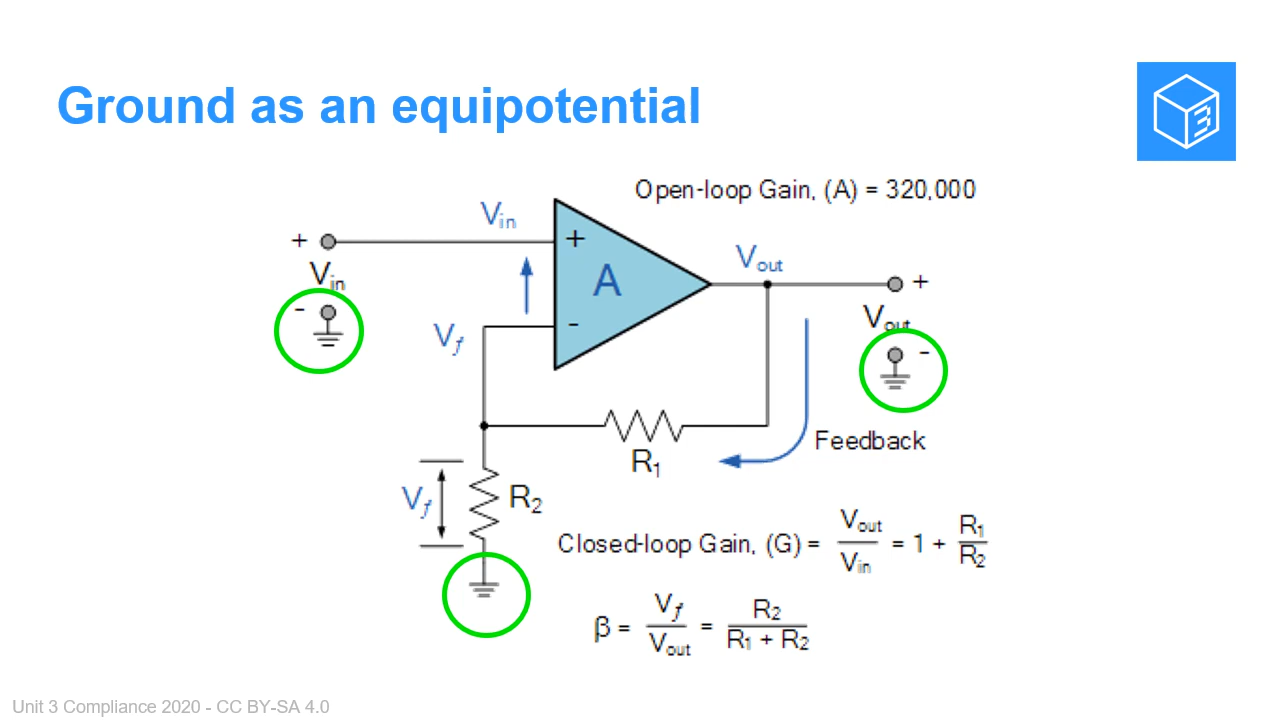 Ground as an equipotential
3
Open-loop Gain, (A) = 320,000
Vin
+
+
Vin
-
A
Vout
+
Vout
-
-
Vf
Feedback
R1
Vf
R2
Closed-loop Gain, (G) = Vout / Vin = 1 + R1 / R2
β = Vf / Vout = R2 / R1 + R2
Unit 3 Compliance 2020 - CC BY-SA 4.0